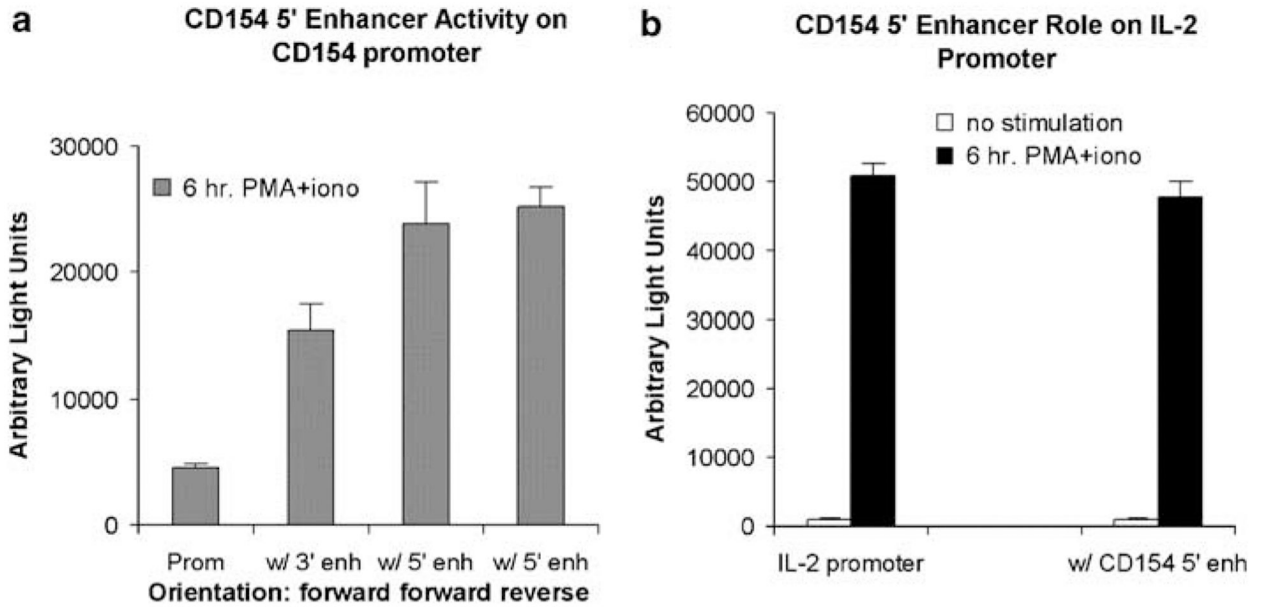 a
CD154 5' Enhancer Activity on
CD154 promoter
Arbitrary Light Units
30000
20000
10000
0
6 hr. PMA+iono
Prom w/ 3' enh w/ 5' enh w/ 5' enh
Orientation: forward forward reverse
b
CD154 5' Enhancer Role on IL-2
Promoter
Arbitrary Light Units
60000
50000
40000
30000
20000
10000
0
no stimulation
6 hr. PMA+iono
IL-2 promoter w/ CD154 5' enh